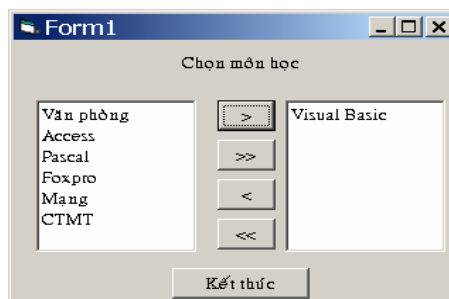 Form1
Chọn môn học
Văn phòng
Access
Pascal
Foxpro
Mạng
CTMT
>
>>
<
<<
Visual Basic
Kết thúc